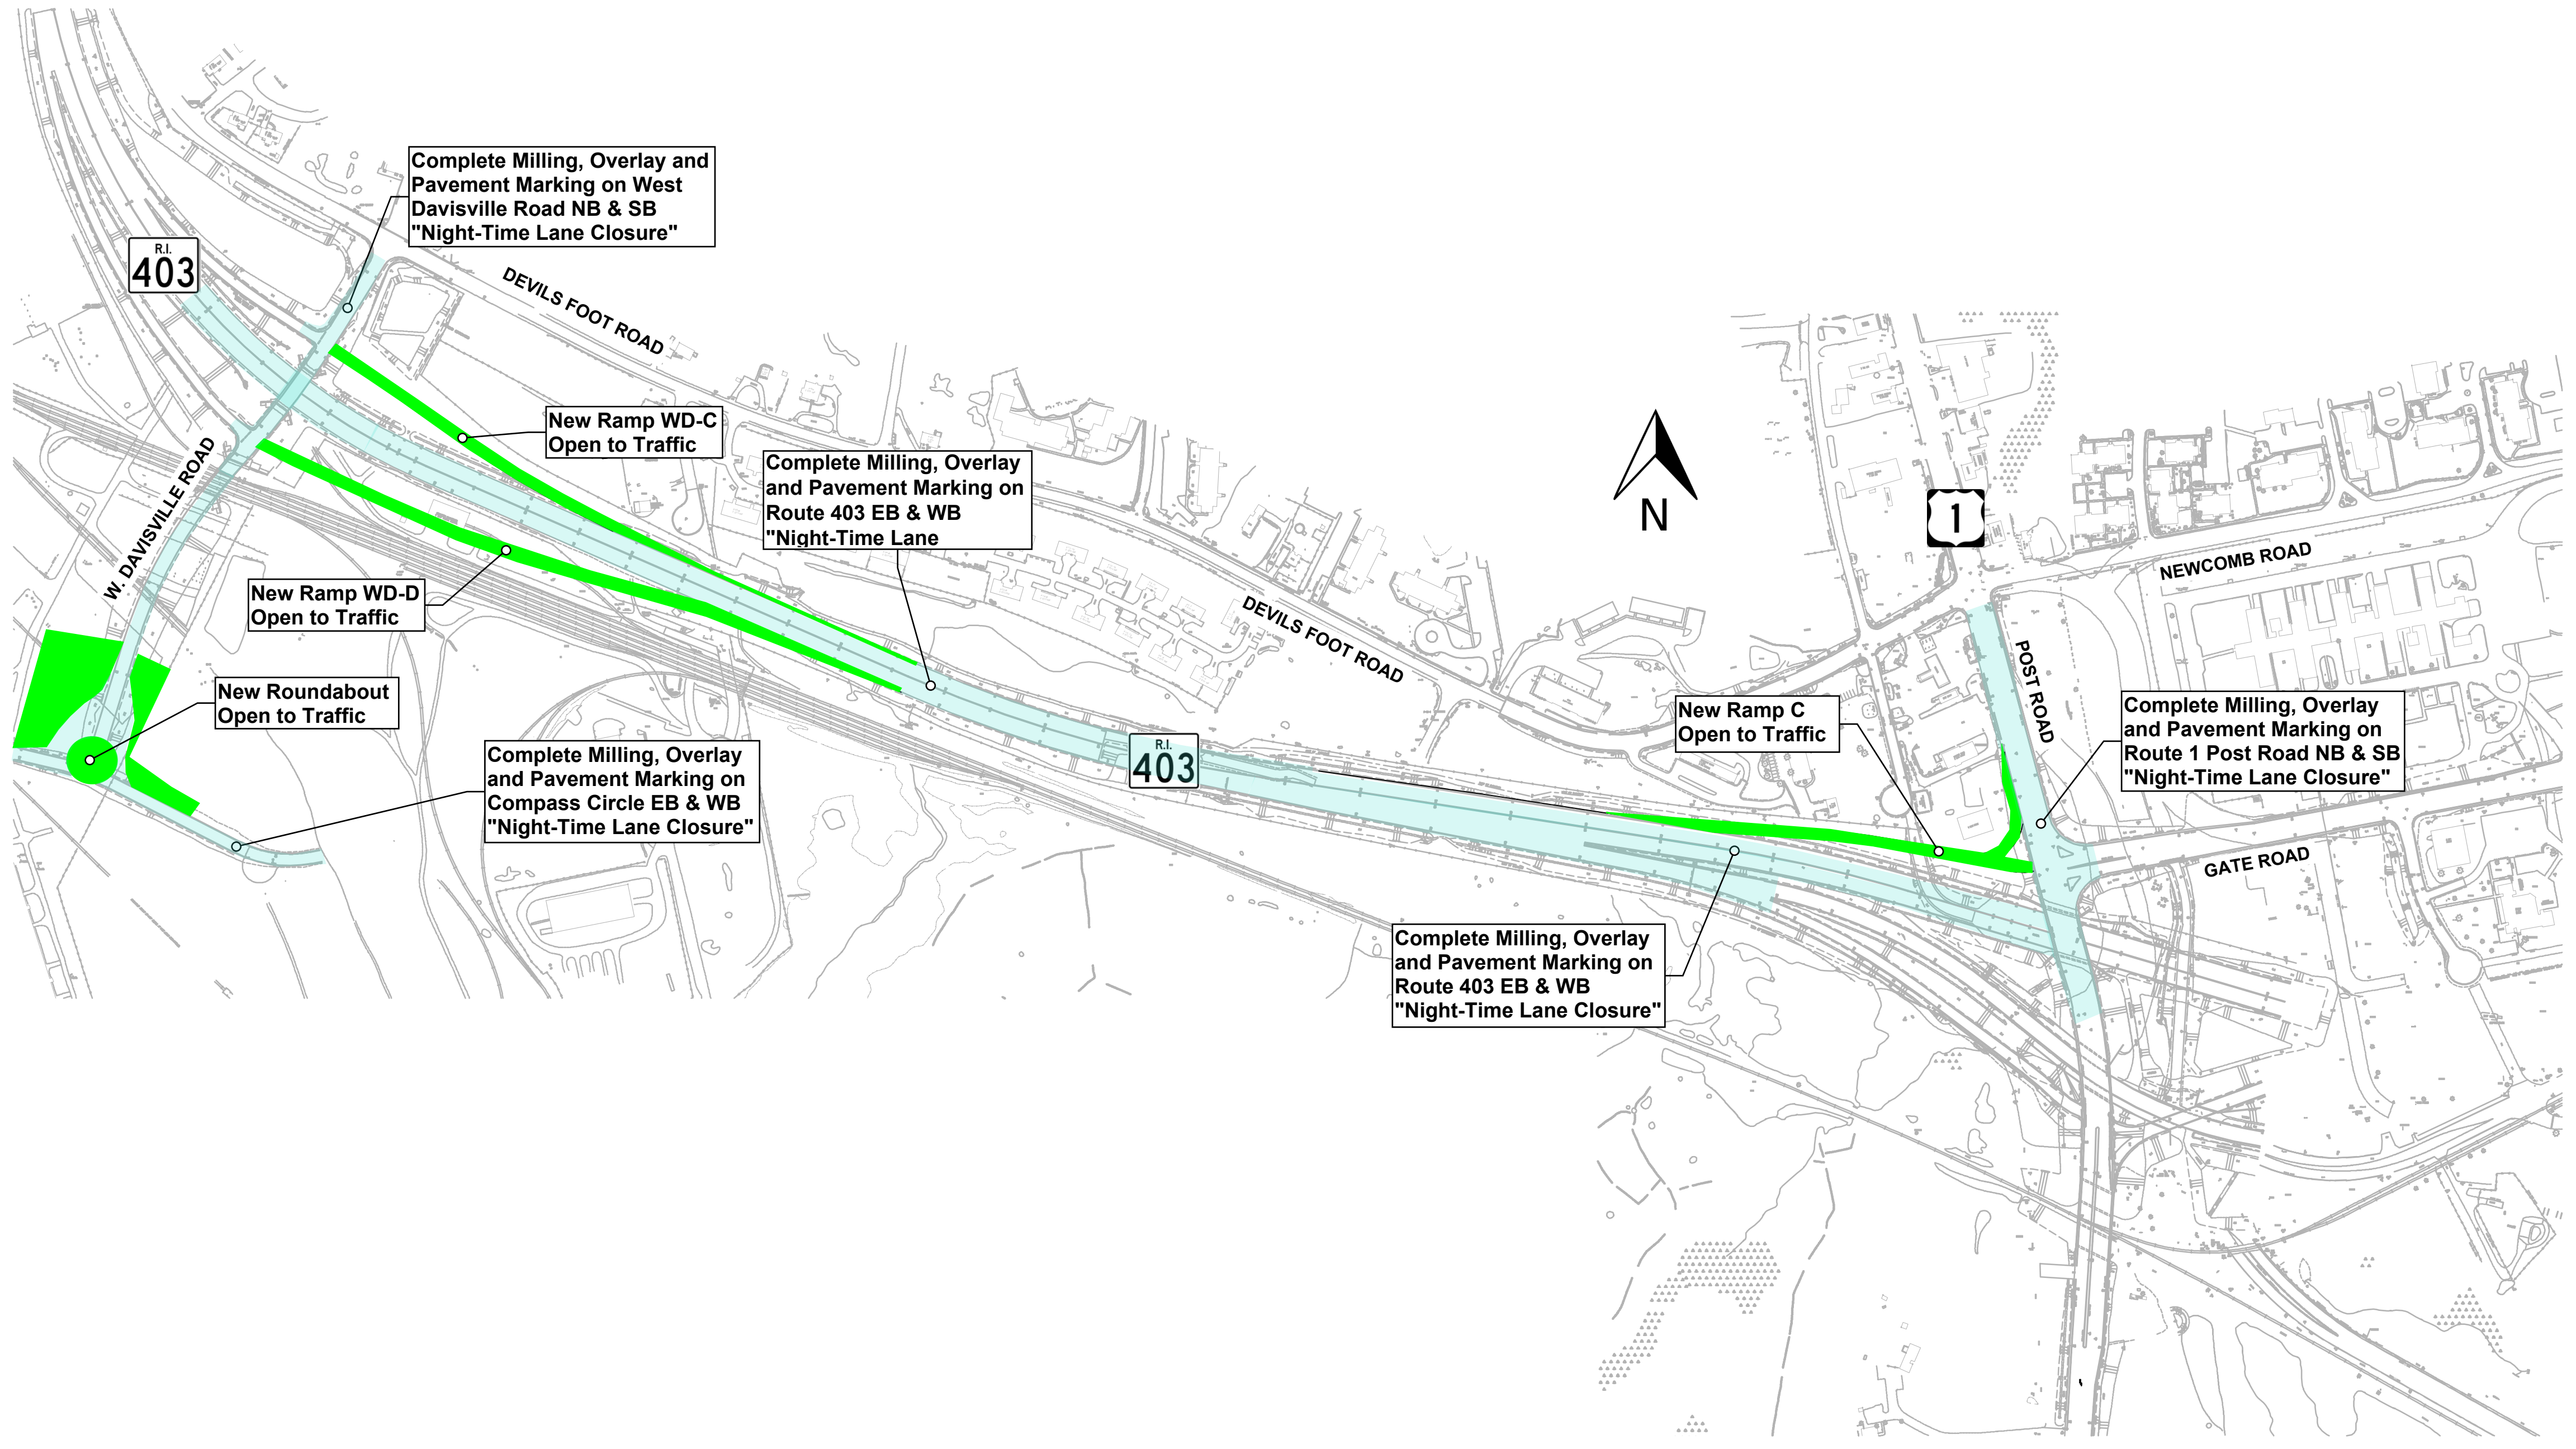 Complete Milling, Overlay and
Pavement Marking on West
Davisville Road NB & SB
"Night-Time Lane Closure"
R.I.
403
DEVILS FOOT ROAD
New Ramp WD-C
Open to Traffic
Complete Milling, Overlay
and Pavement Marking on
Route 403 EB & WB
"Night-Time Lane
N
1
NEWCOMB ROAD
W. DAVISVILLE ROAD
New Ramp WD-D
Open to Traffic
DEVILS FOOT ROAD
POST ROAD
New Roundabout
Open to Traffic
New Ramp C
Open to Traffic
Complete Milling, Overlay
and Pavement Marking on
Route 1 Post Road NB & SB
"Night-Time Lane Closure"
Complete Milling, Overlay
and Pavement Marking on
Compass Circle EB & WB
"Night-Time Lane Closure"
R.I.
403
GATE ROAD
Complete Milling, Overlay
and Pavement Marking on
Route 403 EB & WB
"Night-Time Lane Closure"